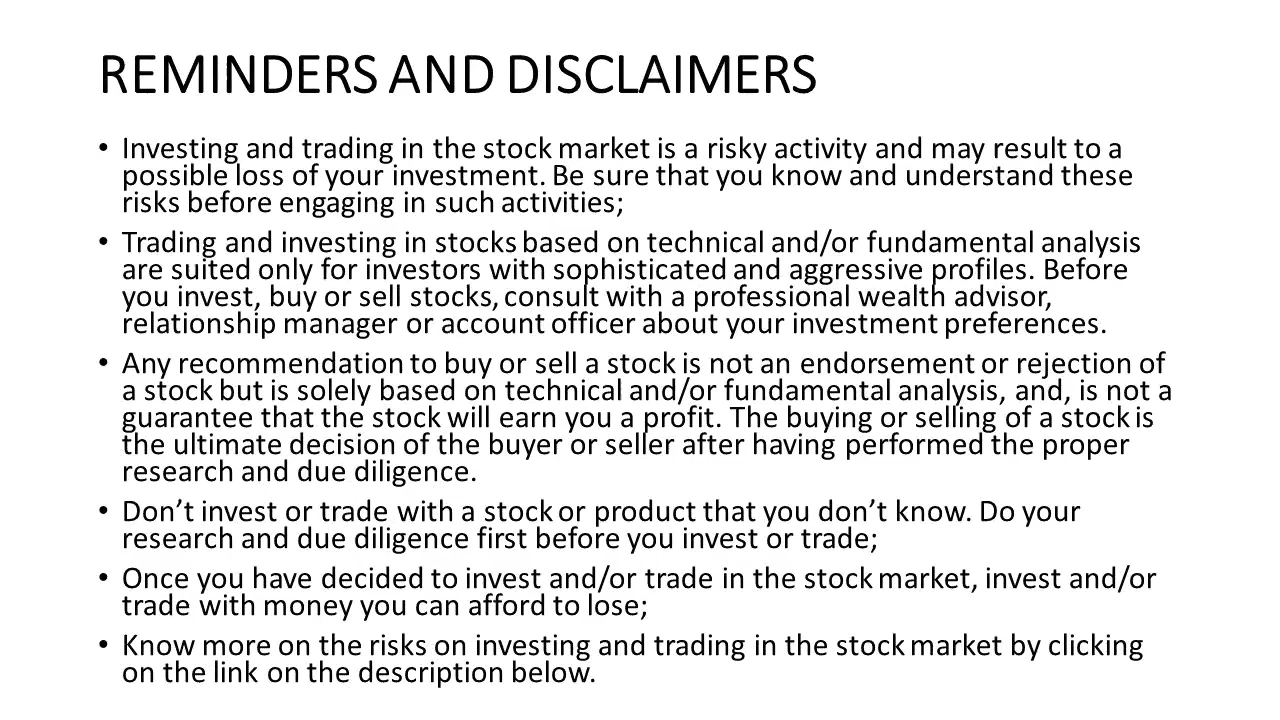 REMINDERS AND DISCLAIMERS
• Investing and trading in the stock market is a risky activity and may result to a
possible loss of your investment. Be sure that you know and understand these
risks before engaging in such activities;
• Trading and investing in stocks based on technical and/or fundamental analysis
are suited only for investors with sophisticated and aggressive profiles. Before
you invest, buy or sell stocks, consult with a professional wealth advisor,
relationship manager or account officer about your investment preferences.
• Any recommendation to buy or sell a stock is not an endorsement or rejection of
a stock but is solely based on technical and/or fundamental analysis, and, is not a
guarantee that the stock will earn you a profit. The buying or selling of a stock is
the ultimate decision of the buyer or seller after having performed the proper
research and due diligence.
• Don’t invest or trade with a stock or product that you don’t know. Do your
research and due diligence first before you invest or trade;
• Once you have decided to invest and/or trade in the stock market, invest and/or
trade with money you can afford to lose;
• Know more on the risks on investing and trading in the stock market by clicking
on the link on the description below.